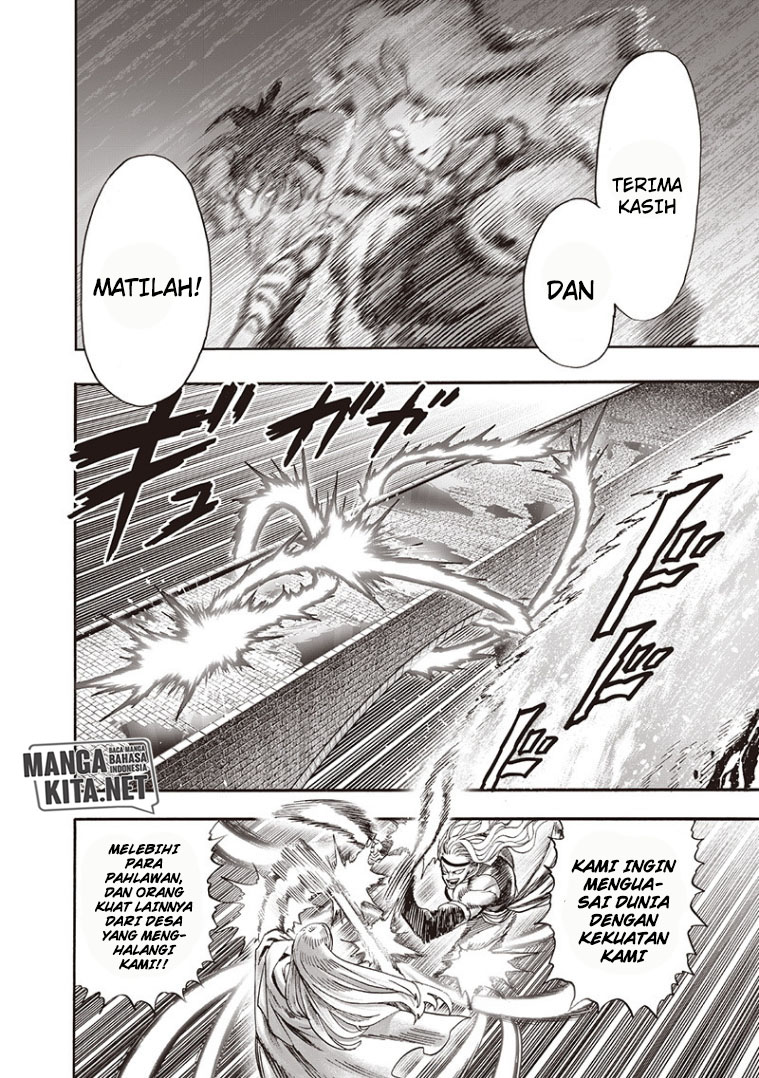 TERIMA
KASIH
DAN
MATILAH!
ギュ
ガガ
ドドド
MANGA
KITA.NET
BACA MANGA
BAHASA
INDONESIA
KAMI INGIN
MENGUA-
SAI DUNIA
DENGAN
KEKUATAN
KAMI
MELEBIHI
PARA
PAHLAWAN,
DAN ORANG
KUAT LAINNYA
DARI DESA
YANG MENG-
HALANGI
KAMI!!